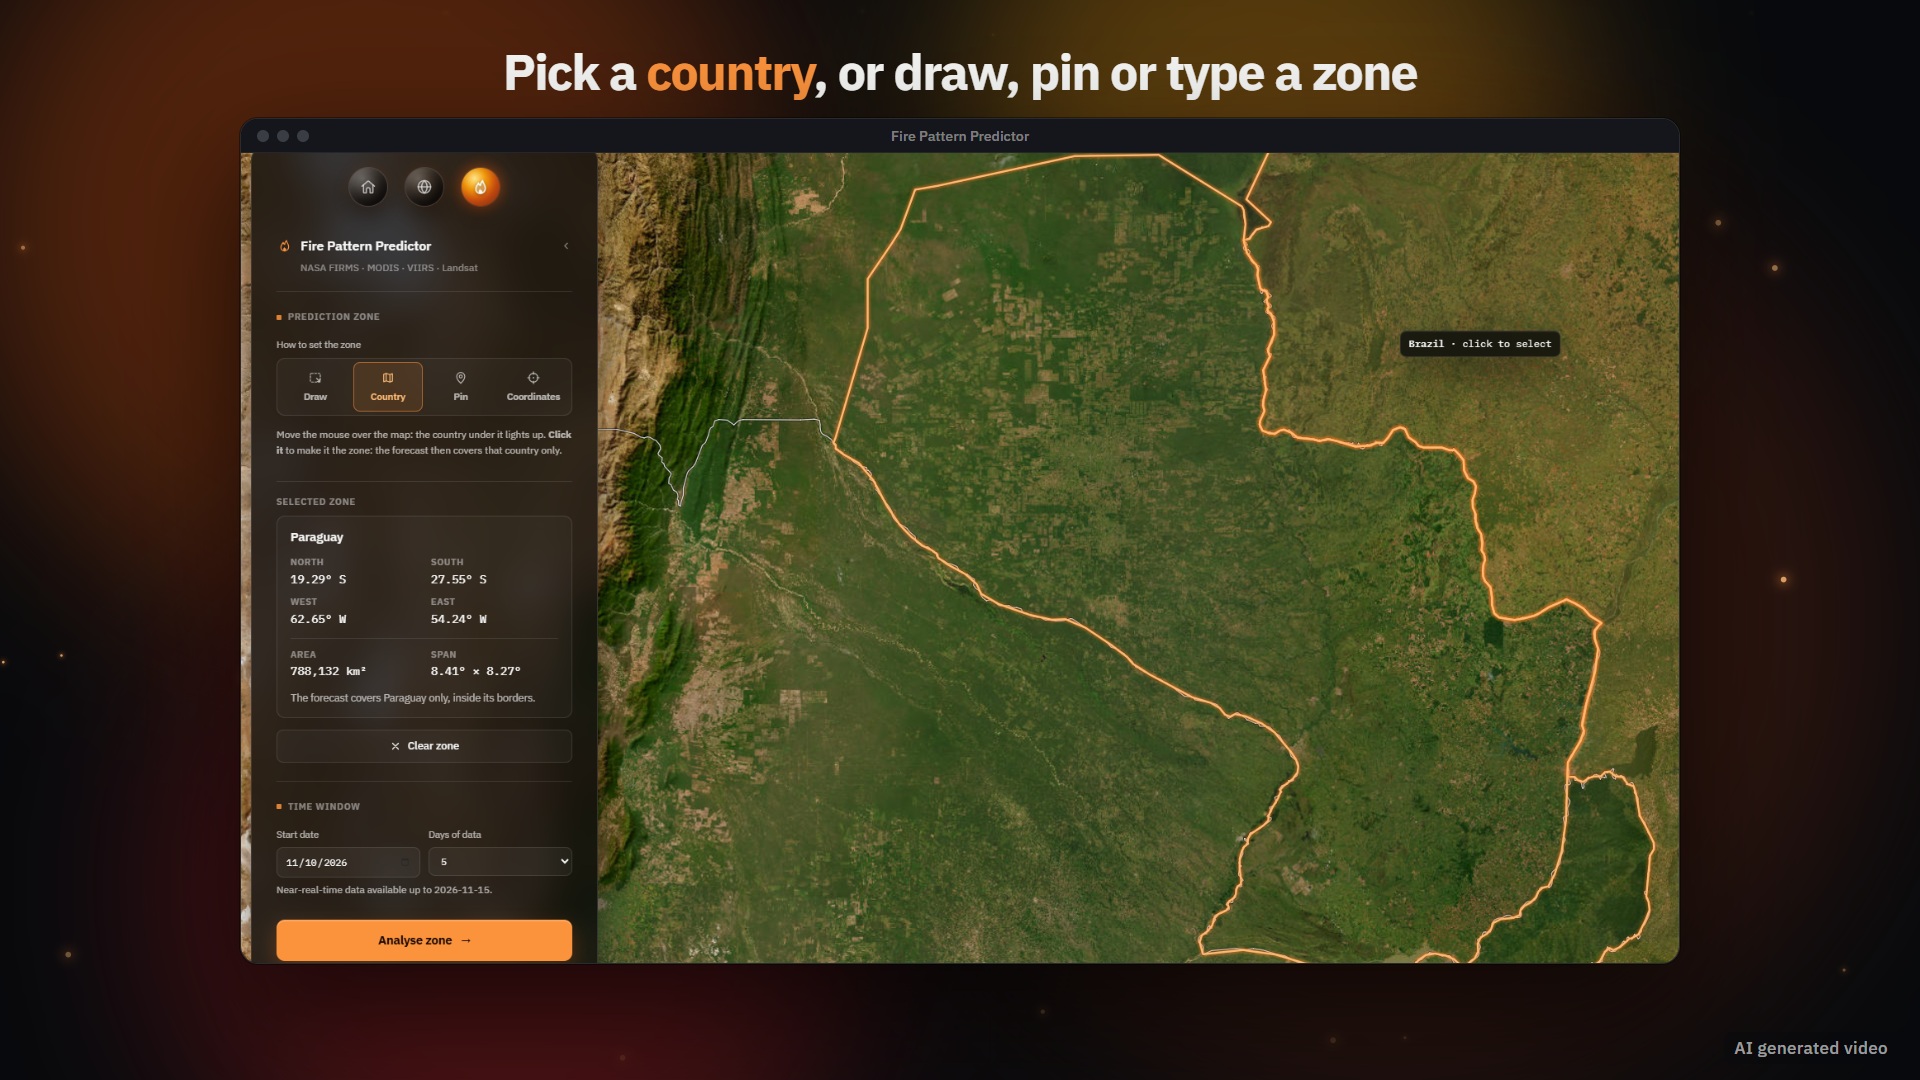 Pick a country, or draw, pin or type a zone
Fire Pattern Predictor
Fire Pattern Predictor
NASA FIRMS · MODIS · VIIRS · Landsat
PREDICTION ZONE
How to set the zone
Draw
Country
Pin
Coordinates
Move the mouse over the map: the country under it lights up. Click
it to make it the zone: the forecast then covers that country only.
SELECTED ZONE
Paraguay
NORTH SOUTH
19.29° S 27.55° S
WEST EAST
62.65° W 54.24° W
AREA SPAN
788,132 km² 8.41° × 8.27°
The forecast covers Paraguay only, inside its borders.
× Clear zone
TIME WINDOW
Start date Days of data
11/10/2026 5
Near-real-time data available up to 2026-11-15.
Analyse zone →
Brazil · click to select
AI generated video